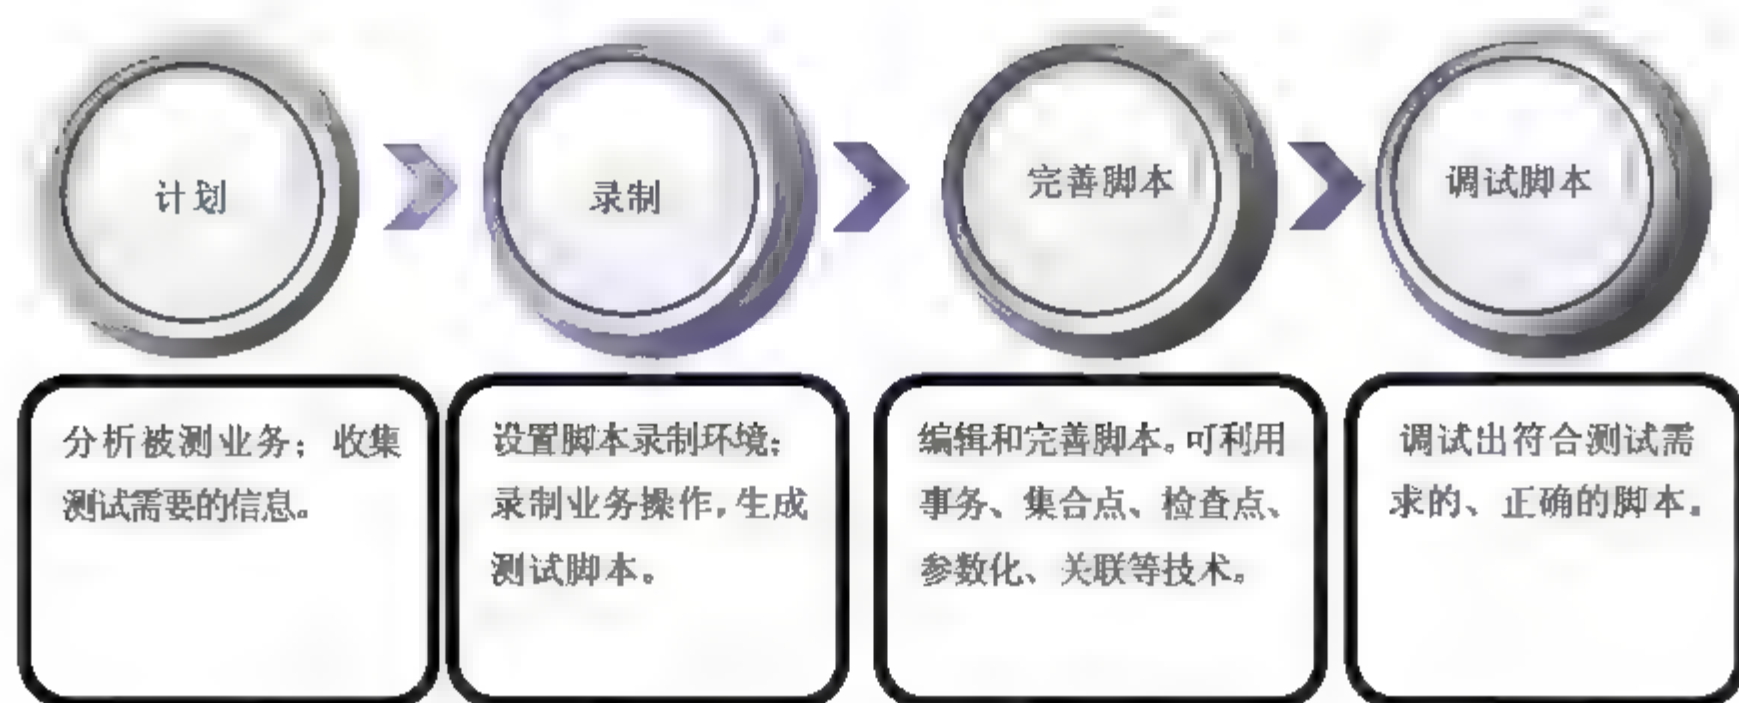 计划
录制
完善脚本
调试脚本
分析被测业务；收集
测试需要的信息。
设置脚本录制环境；
录制业务操作，生成
测试脚本。
编辑和完善脚本。可利用
事务、集合点、检查点、
参数化、关联等技术。
调试出符合测试需
求的、正确的脚本。